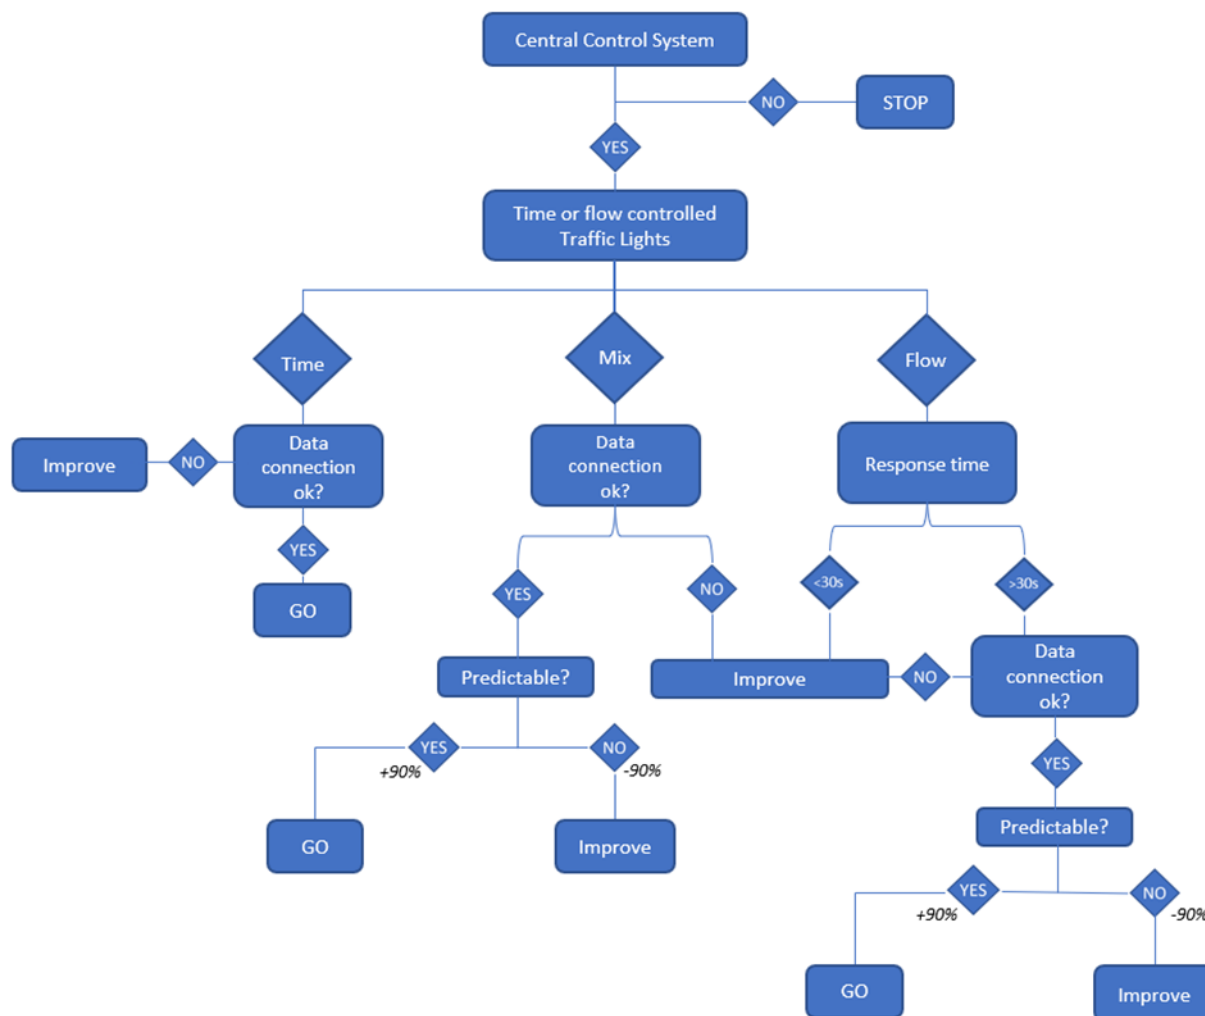 Central Control System
NO
STOP
YES
Time or flow controlled
Traffic Lights
Time
Mix
Flow
Improve
NO
Data
connection
ok?
Data
connection
ok?
Response time
YES
GO
YES
NO
<30s
>30s
Predictable?
Improve
NO
Data
connection
ok?
YES
+90%
NO
-90%
YES
GO
Improve
Predictable?
YES
+90%
NO
-90%
GO
Improve